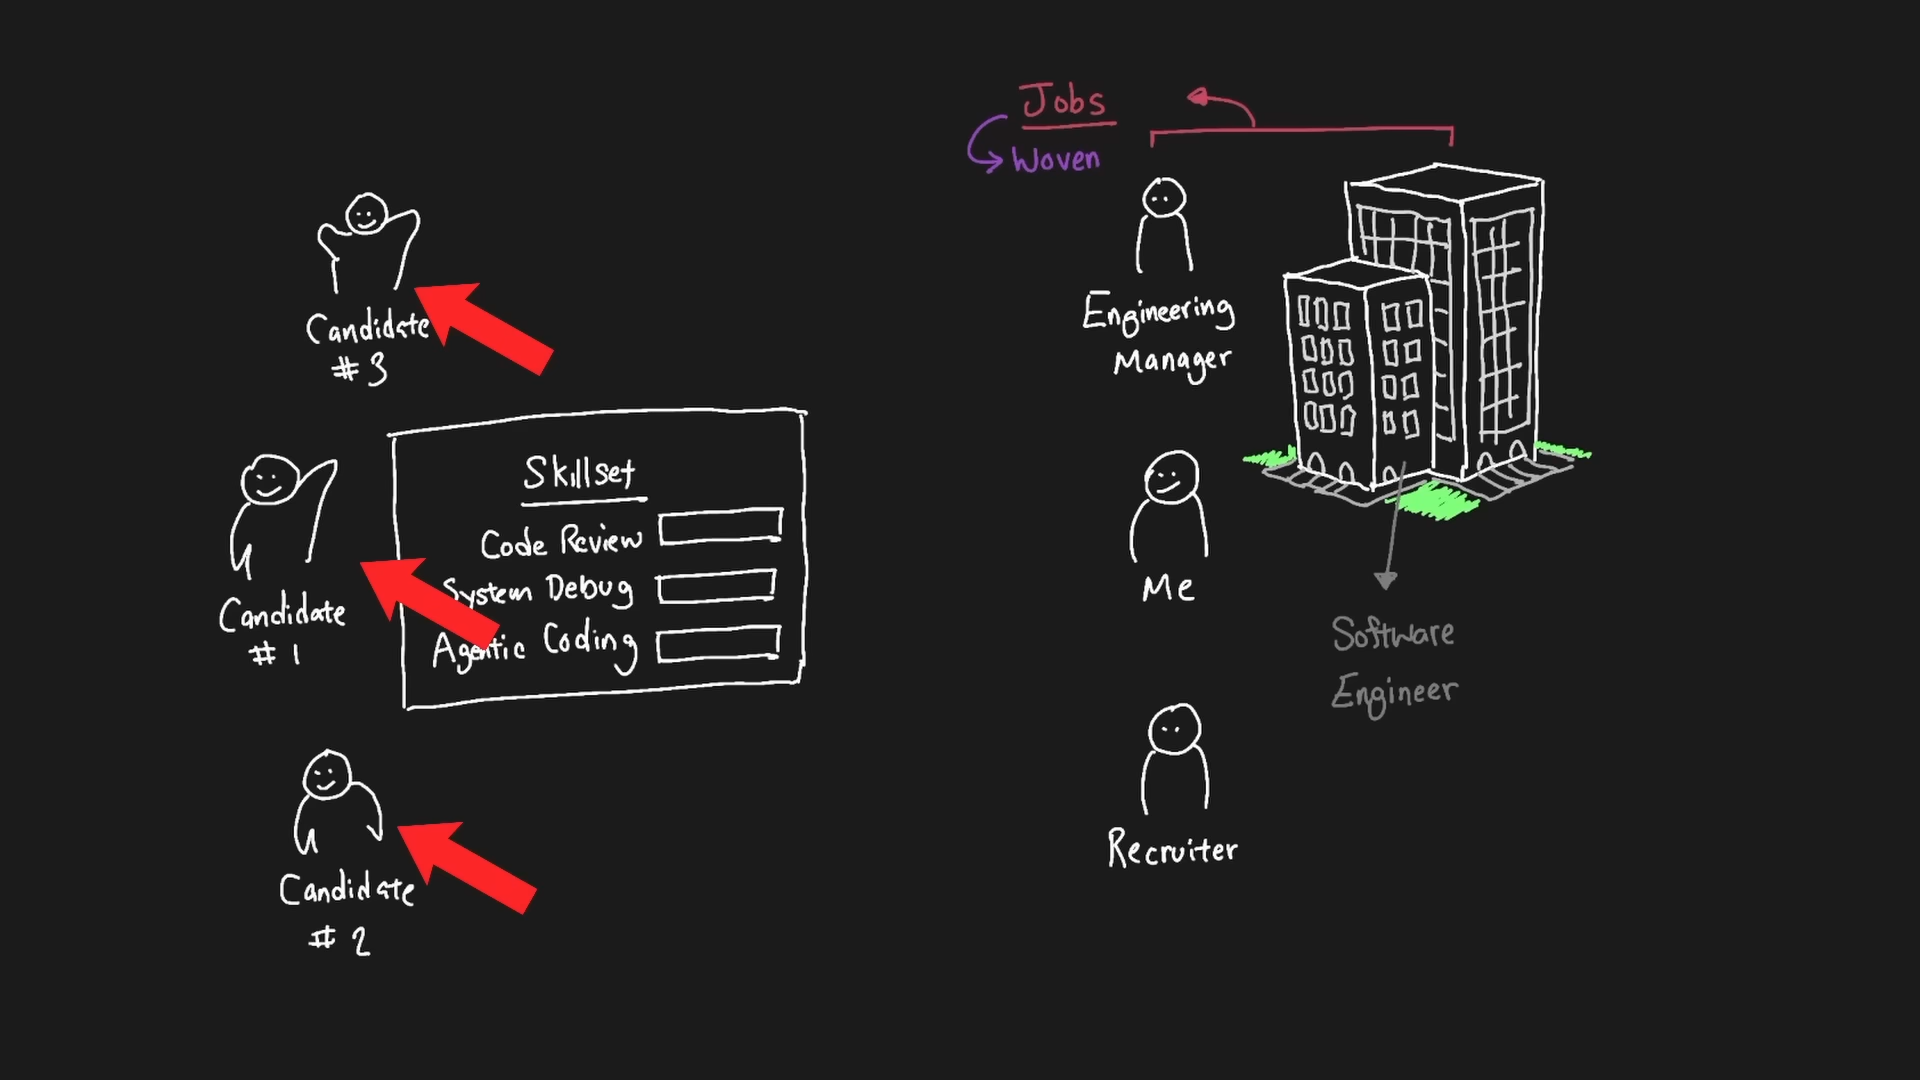 Jobs
Woven
Candidate
# 3
Engineering
Manager
Skillset
Code Review
System Debug
Agentic Coding
Candidate
# 1
Me
Software
Engineer
Candidate
# 2
Recruiter